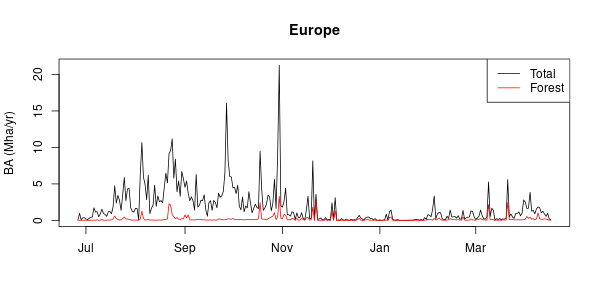 Europe
Total
Forest
BA (Mha/yr)
20
15
10
5
0
Jul Sep Nov Jan Mar